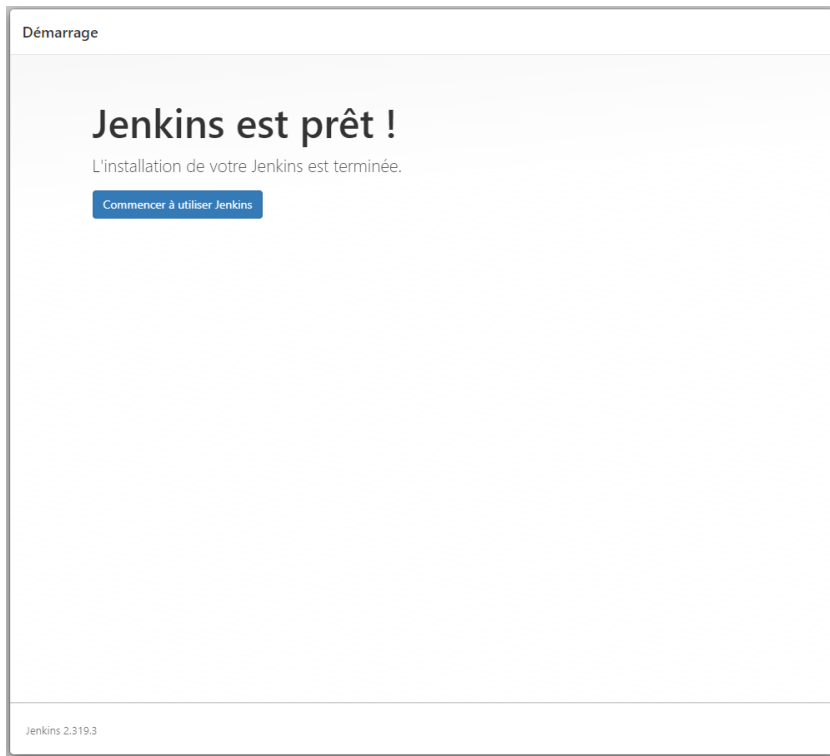 Démarrage
Jenkins est prêt !
L'installation de votre Jenkins est terminée.
Commencer à utiliser Jenkins
Jenkins 2.319.3